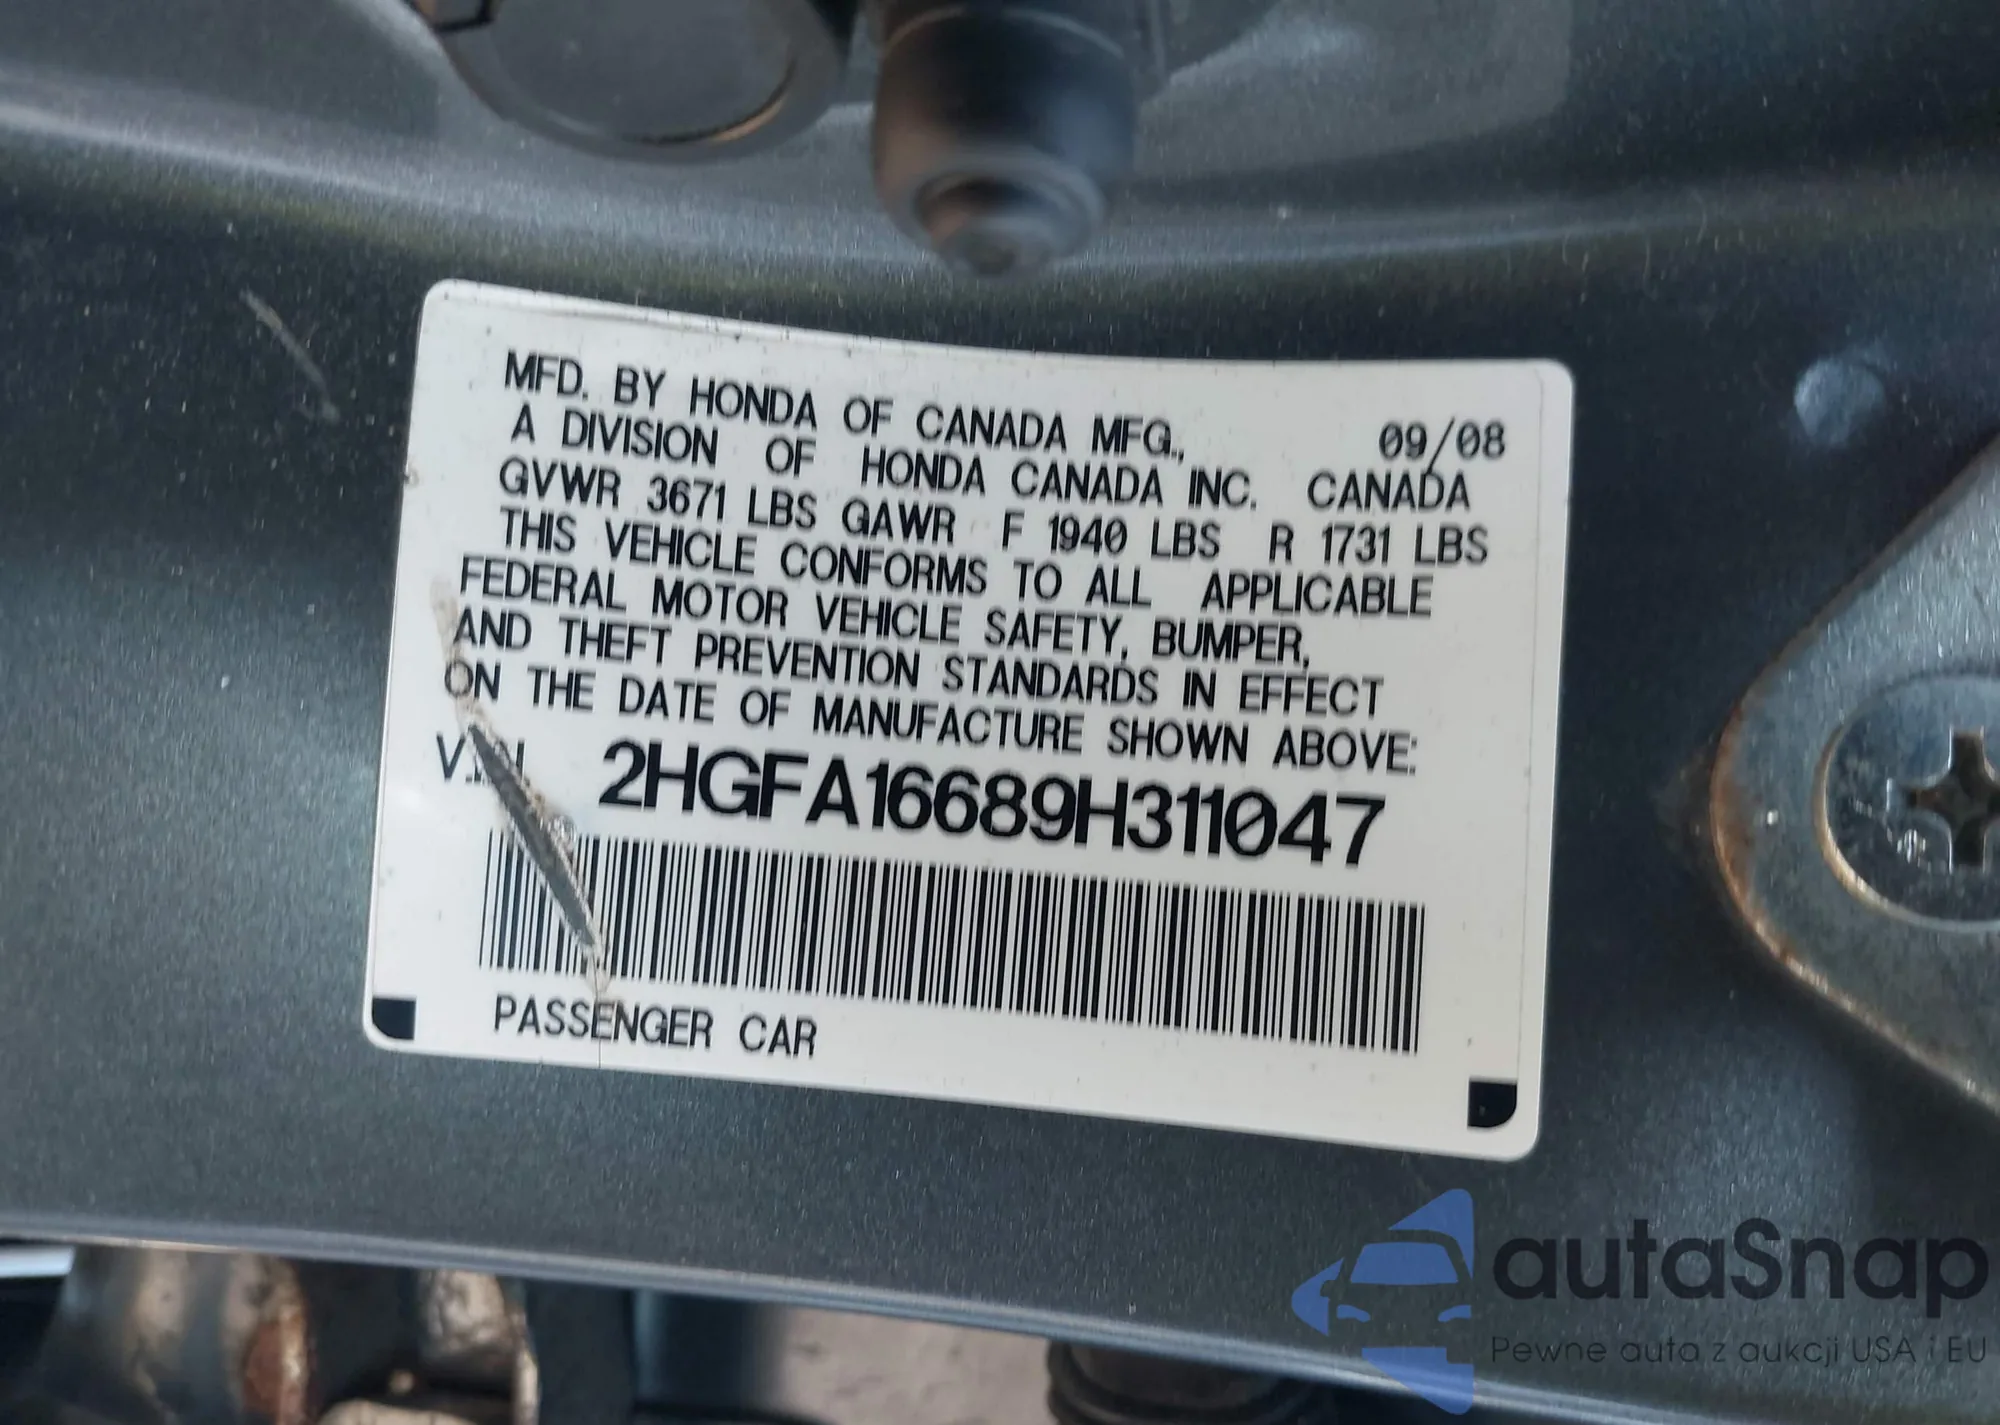 MFD. BY HONDA OF CANADA MFG., 09/08
A DIVISION OF HONDA CANADA INC. CANADA
GVWR 3671 LBS GAWR F 1940 LBS R 1731 LBS
THIS VEHICLE CONFORMS TO ALL APPLICABLE
FEDERAL MOTOR VEHICLE SAFETY, BUMPER,
AND THEFT PREVENTION STANDARDS IN EFFECT
ON THE DATE OF MANUFACTURE SHOWN ABOVE:
VIN 2HGFA16689H311047
PASSENGER CAR
autaSnap
Pewne auta z aukcji USA i EU